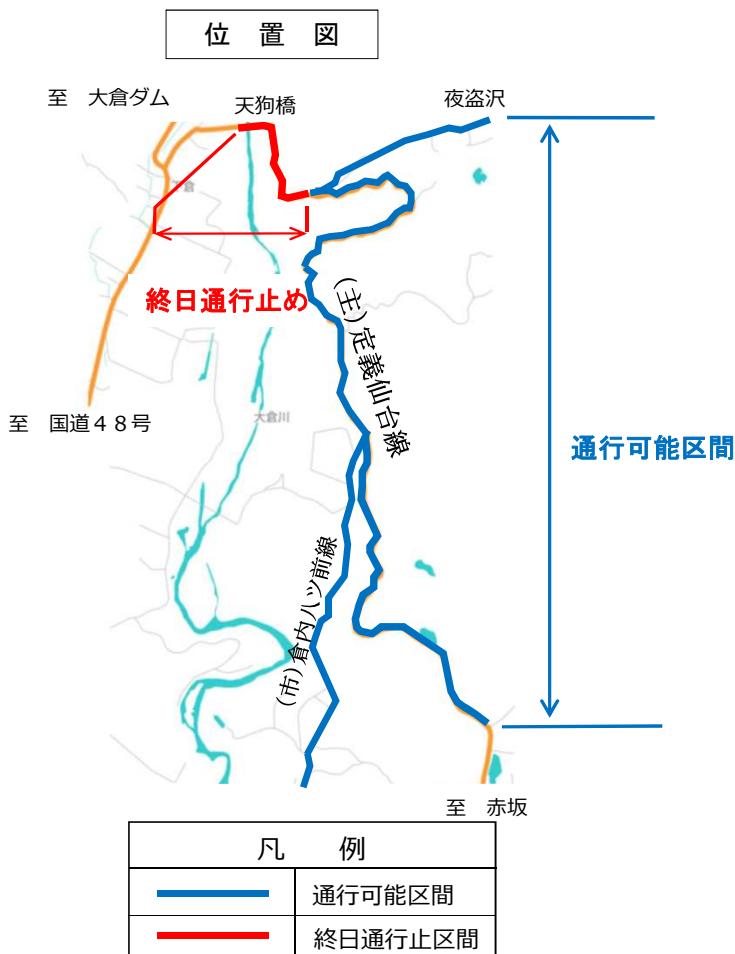 位 置 図
至 大倉ダム
天狗橋
夜盗沢
終日通行止め
(主)定義仙台線
至 国道４８号
大倉川
通行可能区間
(市)倉内八ツ前線
至 赤坂
凡 例
通行可能区間
終日通行止区間